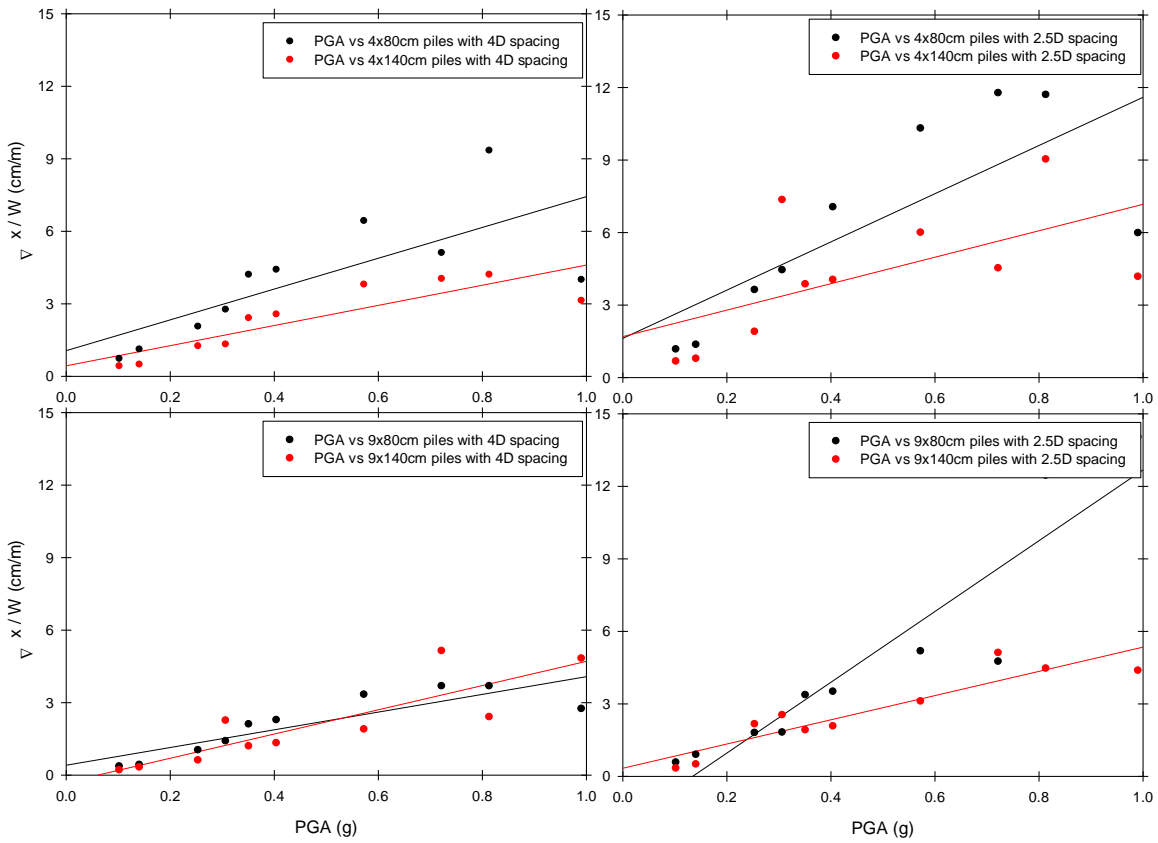 15
PGA vs 4x80cm piles with 4D spacing
PGA vs 4x140cm piles with 4D spacing
12
9
6
3
0
∇ x / W (cm/m)
0.0 0.2 0.4 0.6 0.8 1.0
15
PGA vs 4x80cm piles with 2.5D spacing
PGA vs 4x140cm piles with 2.5D spacing
12
9
6
3
0
0.0 0.2 0.4 0.6 0.8 1.0
15
PGA vs 9x80cm piles with 4D spacing
PGA vs 9x140cm piles with 4D spacing
12
9
6
3
0
∇ x / W (cm/m)
0.0 0.2 0.4 0.6 0.8 1.0
PGA (g)
15
PGA vs 9x80cm piles with 2.5D spacing
PGA vs 9x140cm piles with 2.5D spacing
12
9
6
3
0
0.0 0.2 0.4 0.6 0.8 1.0
PGA (g)